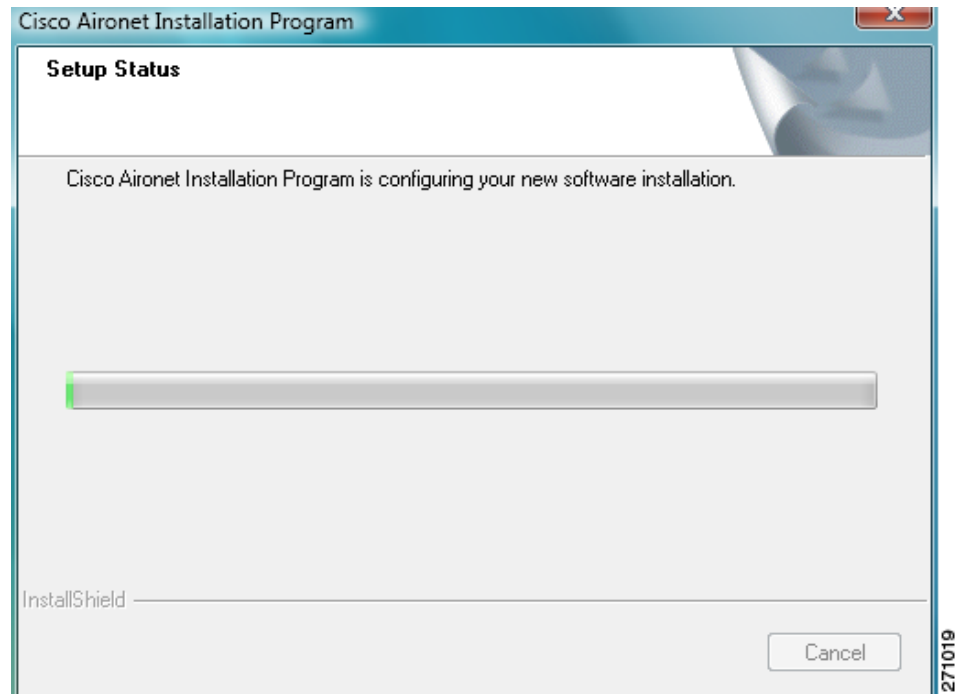 Cisco Aironet Installation Program
Setup Status
Cisco Aironet Installation Program is configuring your new software installation.
InstallShield
Cancel
271019